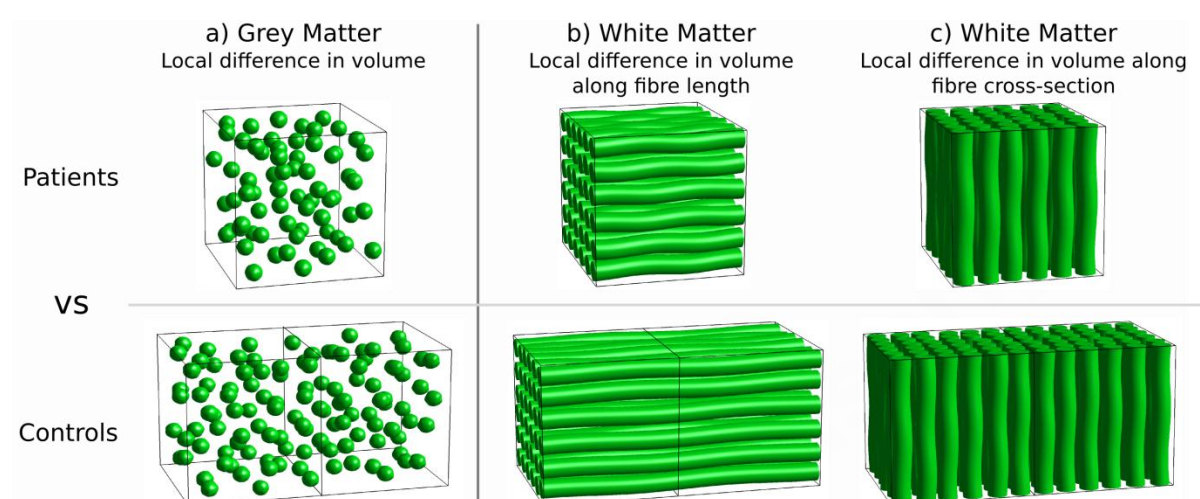 a) Grey Matter
Local difference in volume
b) White Matter
Local difference in volume
along fibre length
c) White Matter
Local difference in volume along
fibre cross-section
Patients
vs
Controls